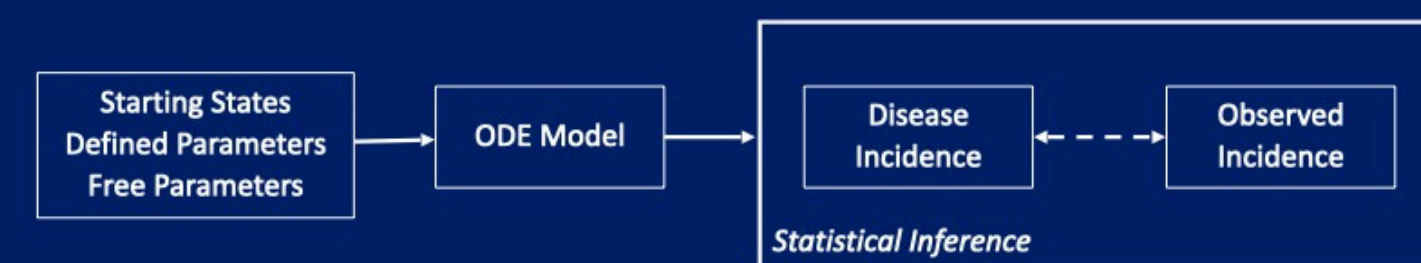 Starting States
Defined Parameters
Free Parameters
ODE Model
Disease
Incidence
Observed
Incidence
Statistical Inference